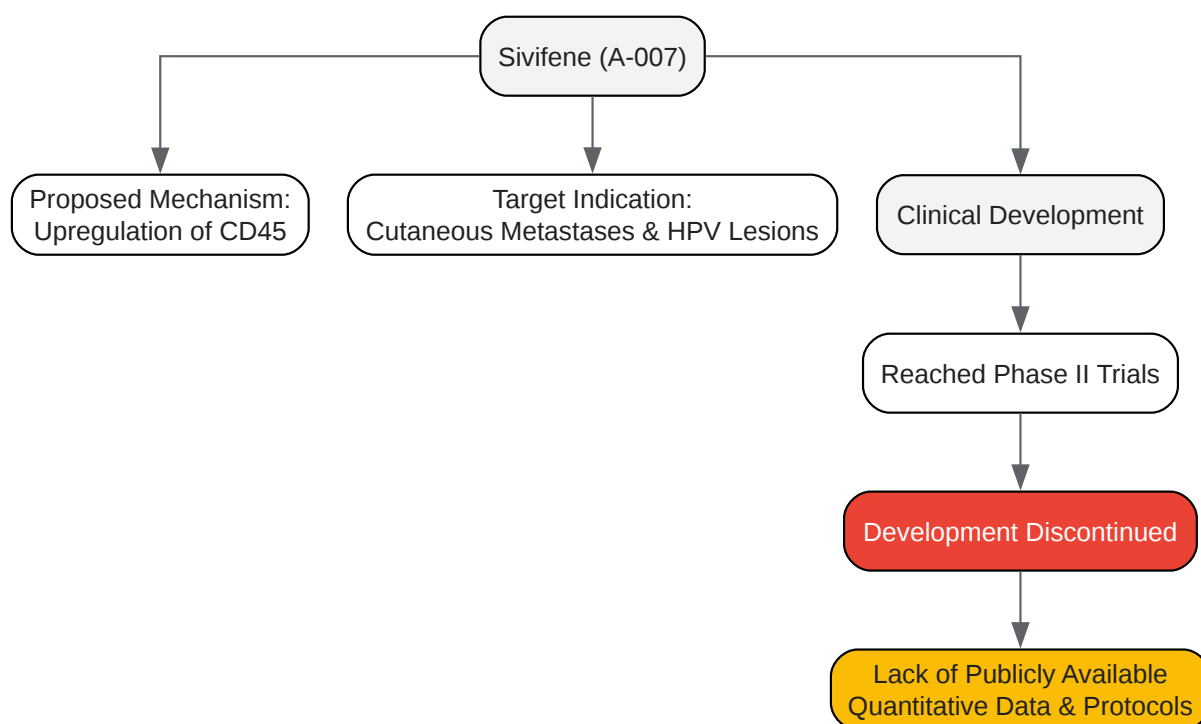 Sivifene (A-007)
Proposed Mechanism:
Upregulation of CD45
Target Indication:
Cutaneous Metastases & HPV Lesions
Clinical Development
Reached Phase II Trials
Development Discontinued
Lack of Publicly Available
Quantitative Data & Protocols